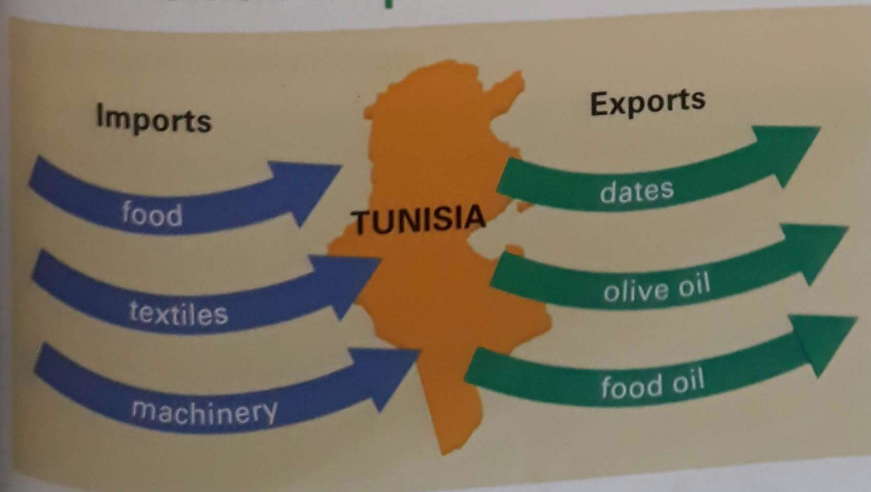 Imports
Exports
food
dates
TUNISIA
textiles
olive oil
machinery
food oil